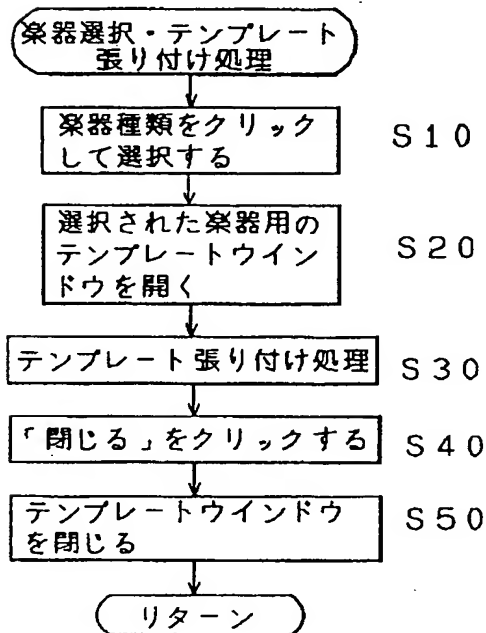 楽器選択・テンプレート
張り付け処理
楽器種類をクリック
して選択する
S10
選択された楽器用の
テンプレートウイン
ドウを開く
S20
テンプレート張り付け処理
S30
「閉じる」をクリックする
S40
テンプレートウインドウ
を閉じる
S50
リターン